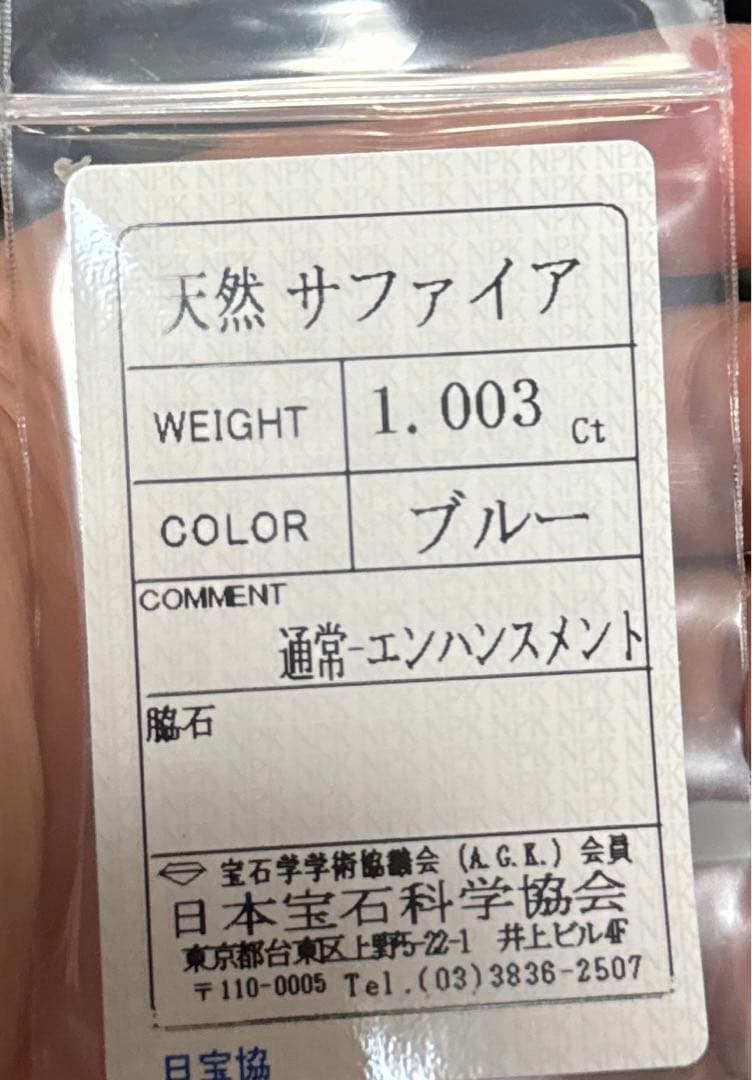 天然 サファイア
WEIGHT 1.003 Ct
COLOR ブルー
COMMENT
通常-エンハンスメント
脇石
宝石学学術協議会 (A.G.K.) 会員
日本宝石科学協会
東京都台東区上野5-22-1 井上ビル4F
〒110-0005 Tel.(03)3836-2507
日宝協